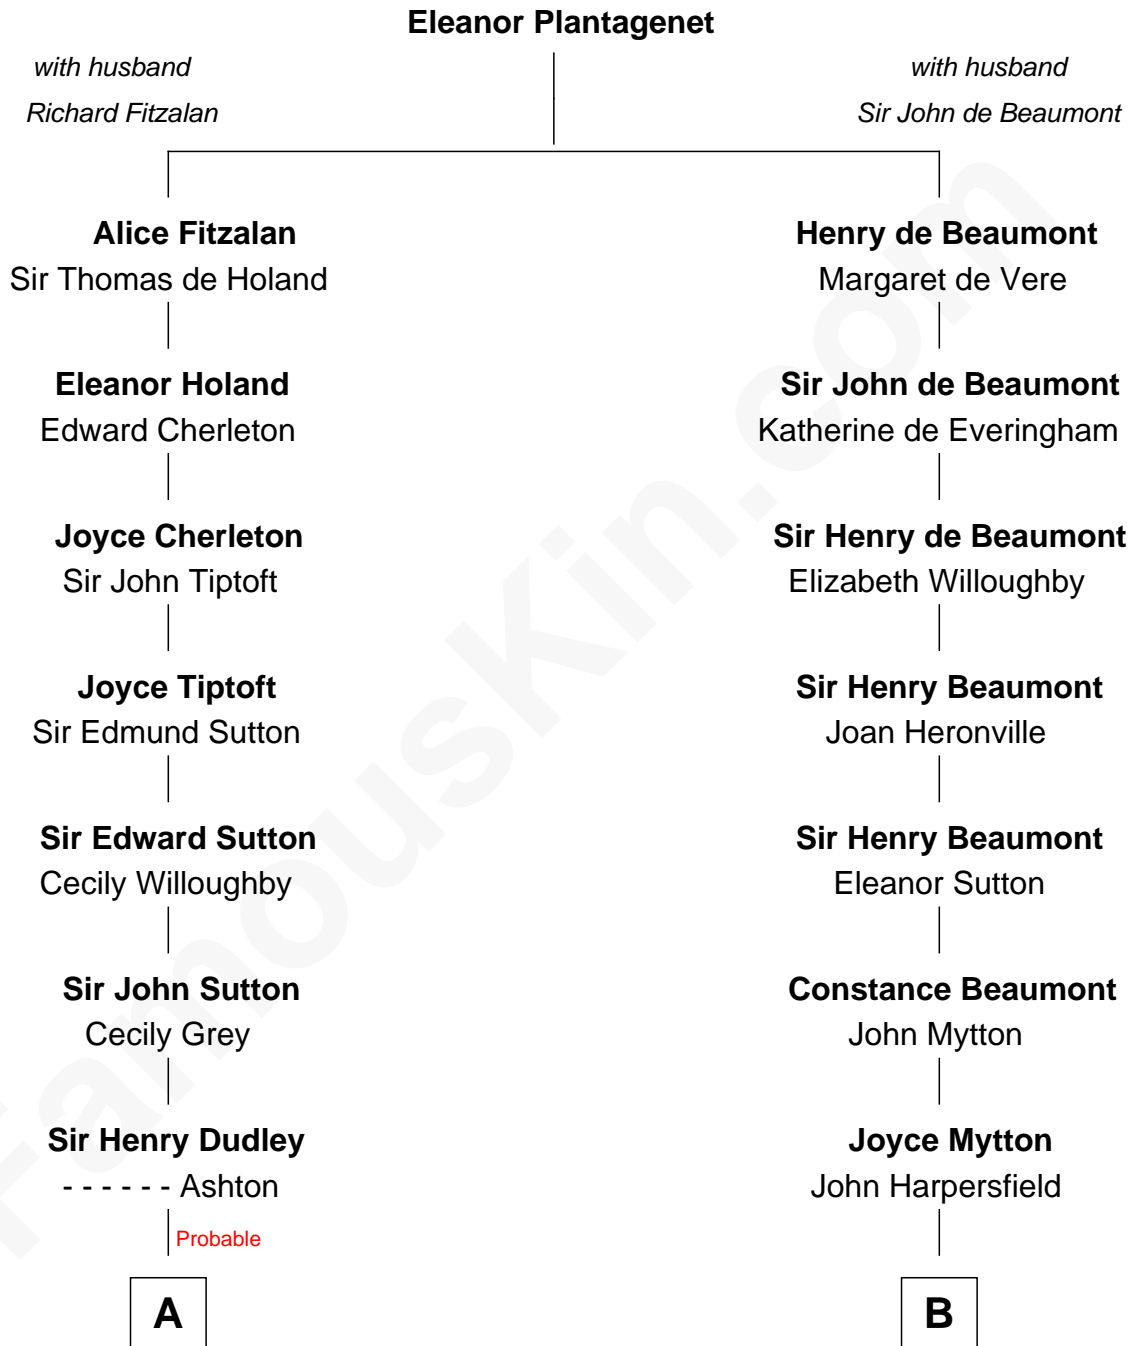 Eleanor Plantagenet
with husband
Richard Fitzalan
with husband
Sir John de Beaumont
Alice Fitzalan
Sir Thomas de Holand
Henry de Beaumont
Margaret de Vere
Eleanor Holand
Edward Cherleton
Sir John de Beaumont
Katherine de Everingham
Joyce Cherleton
Sir John Tiptoft
Sir Henry de Beaumont
Elizabeth Willoughby
Joyce Tiptoft
Sir Edmund Sutton
Sir Henry Beaumont
Joan Heronville
Sir Edward Sutton
Cecily Willoughby
Sir Henry Beaumont
Eleanor Sutton
Sir John Sutton
Cecily Grey
Constance Beaumont
John Mytton
Sir Henry Dudley
- - - - - - Ashton
Probable
Joyce Mytton
John Harpersfield
A
B
FamousKin.com